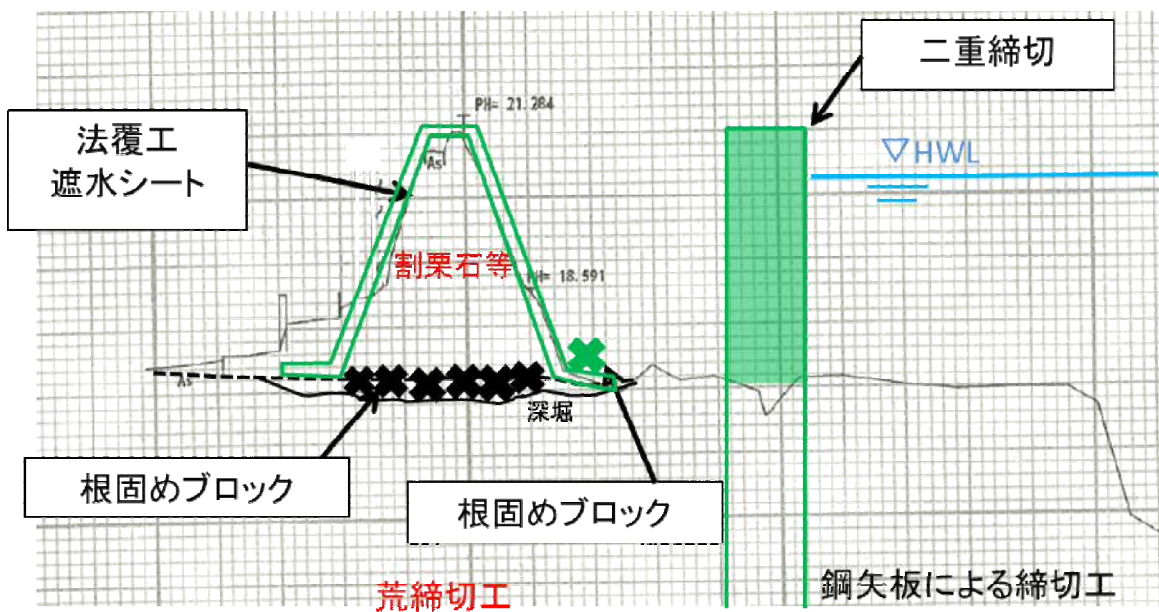 二重締切
PH= 21.284
法覆工
遮水シート
As
HWL
割栗石等
PH= 18.591
As
深堀
根固めブロック
根固めブロック
荒締切工
鋼矢板による締切工